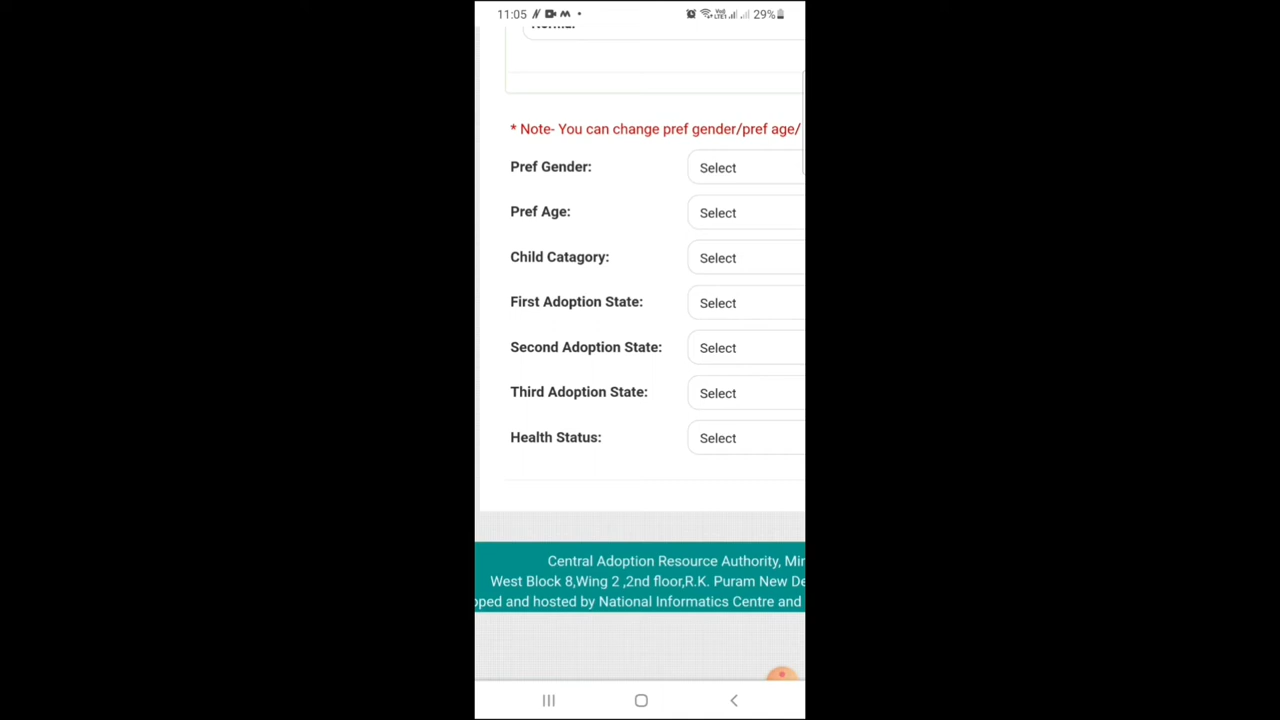 11:05 29%
Normal
* Note- You can change pref gender/pref age/
Pref Gender: Select
Pref Age: Select
Child Catagory: Select
First Adoption State: Select
Second Adoption State: Select
Third Adoption State: Select
Health Status: Select
Central Adoption Resource Authority, Min
West Block 8,Wing 2 ,2nd floor,R.K. Puram New De
oped and hosted by National Informatics Centre and